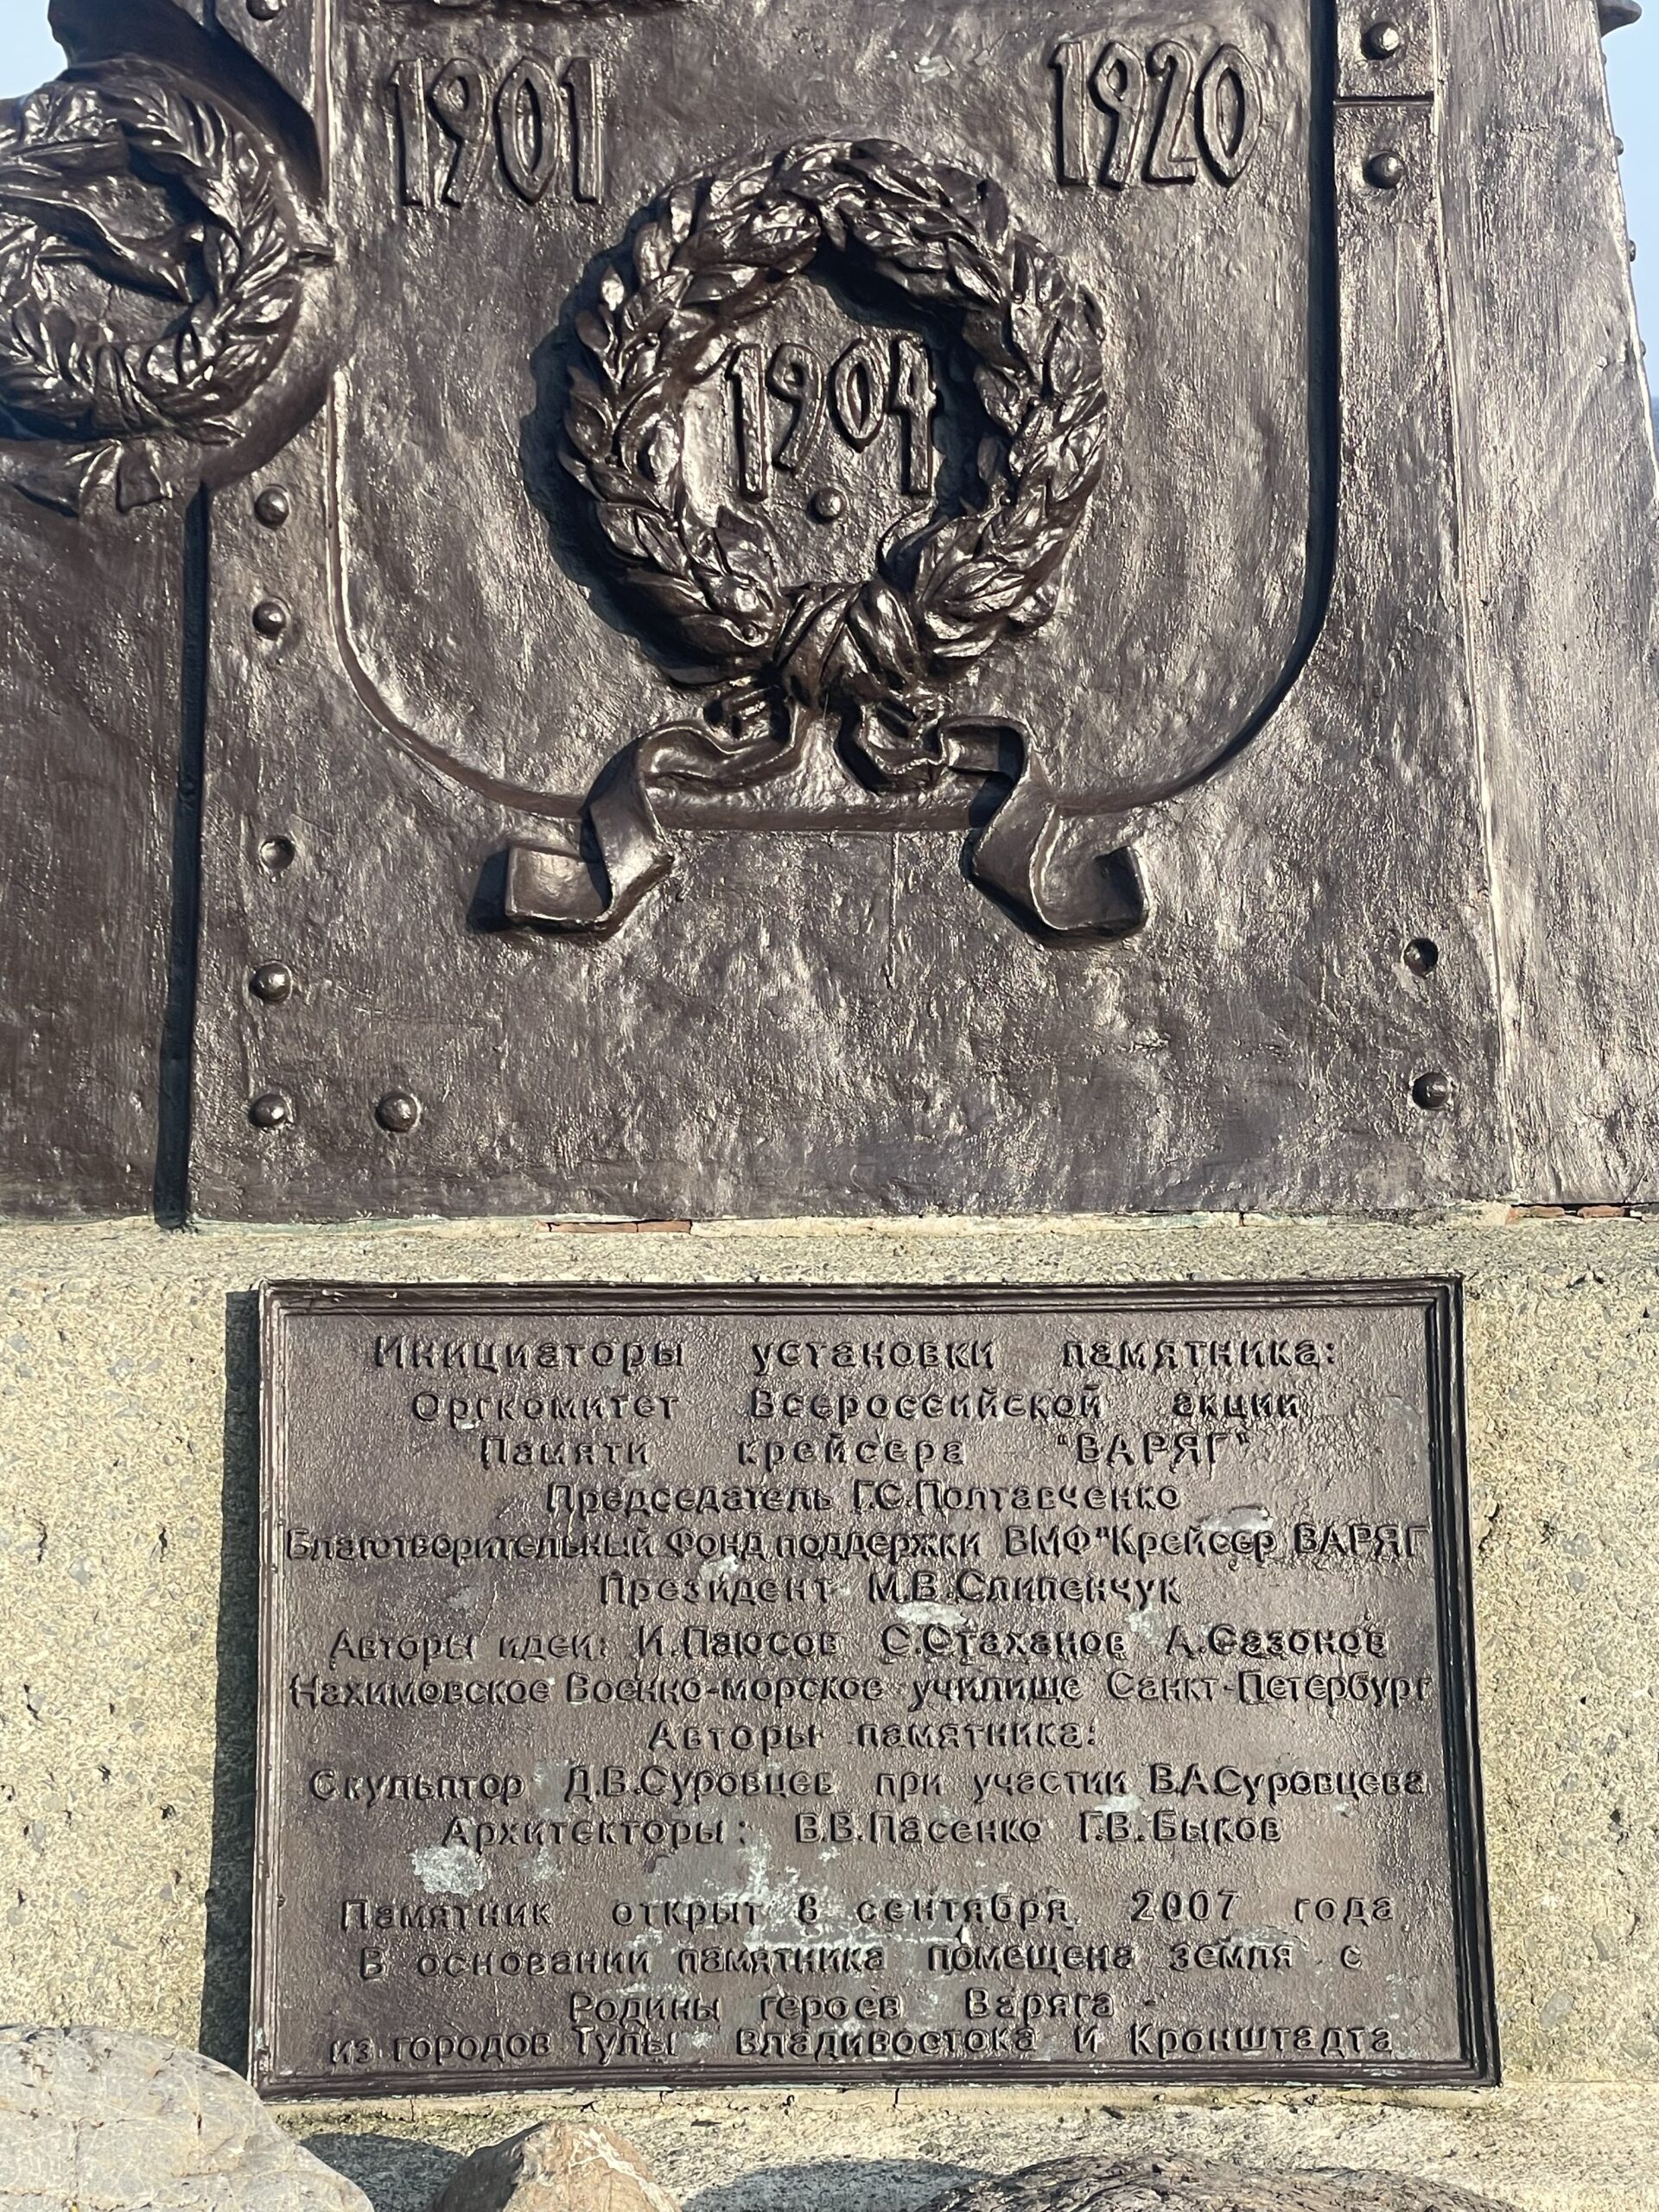 1901 1920
1904
Инициаторы установки памятника:
Оргкомитет Всероссийской акции
Памяти крейсера "ВАРЯГ"
Председатель Г.С.Полтавченко
Благотворительный Фонд поддержки ВМФ "Крейсер ВАРЯГ
Президент М.В.Слипенчук
Авторы идеи: И.Паюсов С.Стаханов А.Сазонов
Нахимовское Военно-морское училище Санкт-Петербург
Авторы памятника:
Скульптор Д.В.Суровцев при участии В.А.Суровцева
Архитекторы: В.В.Пасенко Г.В.Быков
Памятник открыт 8 сентября 2007 года
В основании памятника помещена земля с
Родины героев Варяга -
из городов Тулы Владивостока и Кронштадта